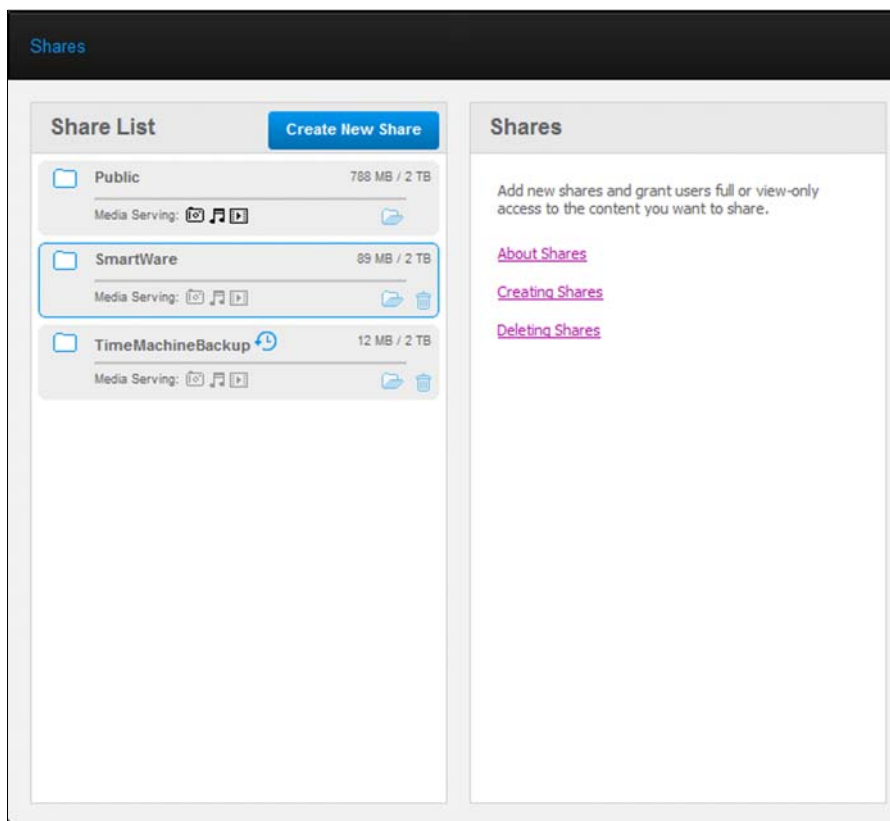 Shares
Share List
Create New Share
Public
788 MB / 2 TB
Media Serving:
SmartWare
89 MB / 2 TB
Media Serving:
TimeMachineBackup
12 MB / 2 TB
Media Serving:
Shares
Add new shares and grant users full or view-only
access to the content you want to share.
About Shares
Creating Shares
Deleting Shares